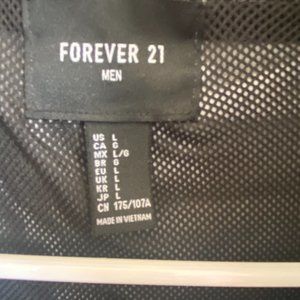 FOREVER 21
MEN
US L
CA G
MX L/G
BR G
EU L
UK L
KR L
JP L
CN 175/107A
MADE IN VIETNAM